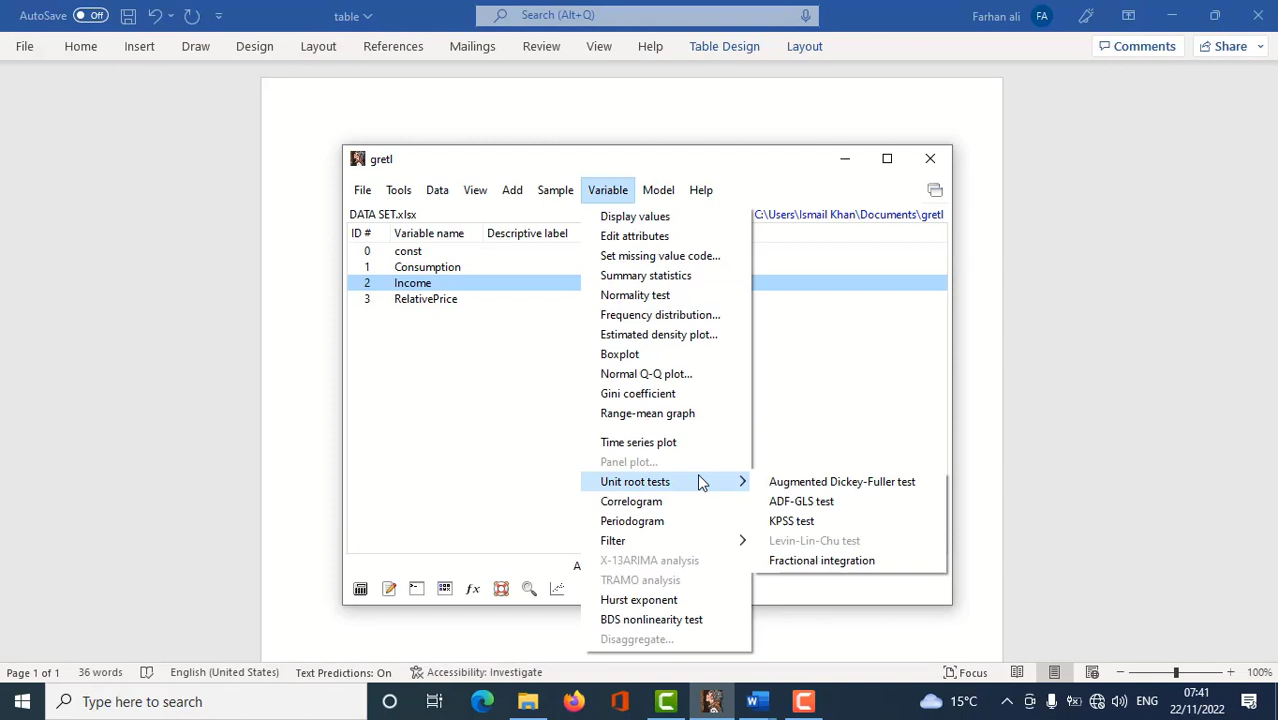 AutoSave Off table Search (Alt+Q) Farhan ali FA
File Home Insert Draw Design Layout References Mailings Review View Help Table Design Layout Comments Share
gretl
File Tools Data View Add Sample Variable Model Help
DATA SET.xlsx C:\Users\Ismail Khan\Documents\gretl
ID # Variable name Descriptive label
0 const
1 Consumption
2 Income
3 RelativePrice
Display values
Edit attributes
Set missing value code...
Summary statistics
Normality test
Frequency distribution...
Estimated density plot...
Boxplot
Normal Q-Q plot...
Gini coefficient
Range-mean graph
Time series plot
Panel plot...
Unit root tests
Correlogram
Periodogram
Filter
X-13ARIMA analysis
TRAMO analysis
Hurst exponent
BDS nonlinearity test
Disaggregate...
Augmented Dickey-Fuller test
ADF-GLS test
KPSS test
Levin-Lin-Chu test
Fractional integration
A
fx
Page 1 of 1 36 words English (United States) Text Predictions: On Accessibility: Investigate Focus 100%
Type here to search 15°C ENG 07:41
22/11/2022